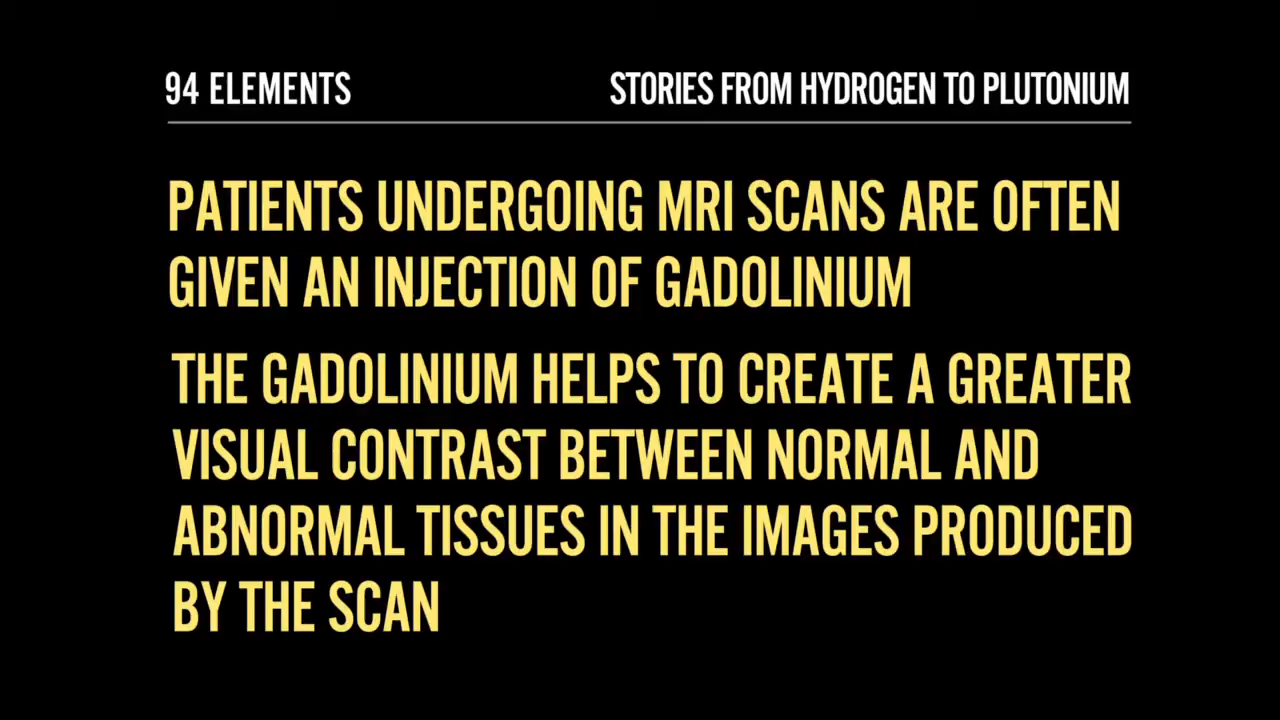 94 ELEMENTS
STORIES FROM HYDROGEN TO PLUTONIUM
PATIENTS UNDERGOING MRI SCANS ARE OFTEN
GIVEN AN INJECTION OF GADOLINIUM
THE GADOLINIUM HELPS TO CREATE A GREATER
VISUAL CONTRAST BETWEEN NORMAL AND
ABNORMAL TISSUES IN THE IMAGES PRODUCED
BY THE SCAN